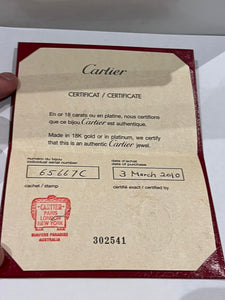 Cartier
CERTIFICAT / CERTIFICATE
En or 18 carats ou en platine, nous certifions
que ce bijou Cartier est authentique.
Made in 18K gold or in platinum, we certify
that this is an authentic Cartier jewel.
numéro du bijou
individual serial number
65667C
date d'achat
date of purchase
3 March 2010
cachet / stamp
certifié exact / certified by
CARTIER
PARIS
LONDON
NEW YORK
SURFERS PARADISE
AUSTRALIA
302541